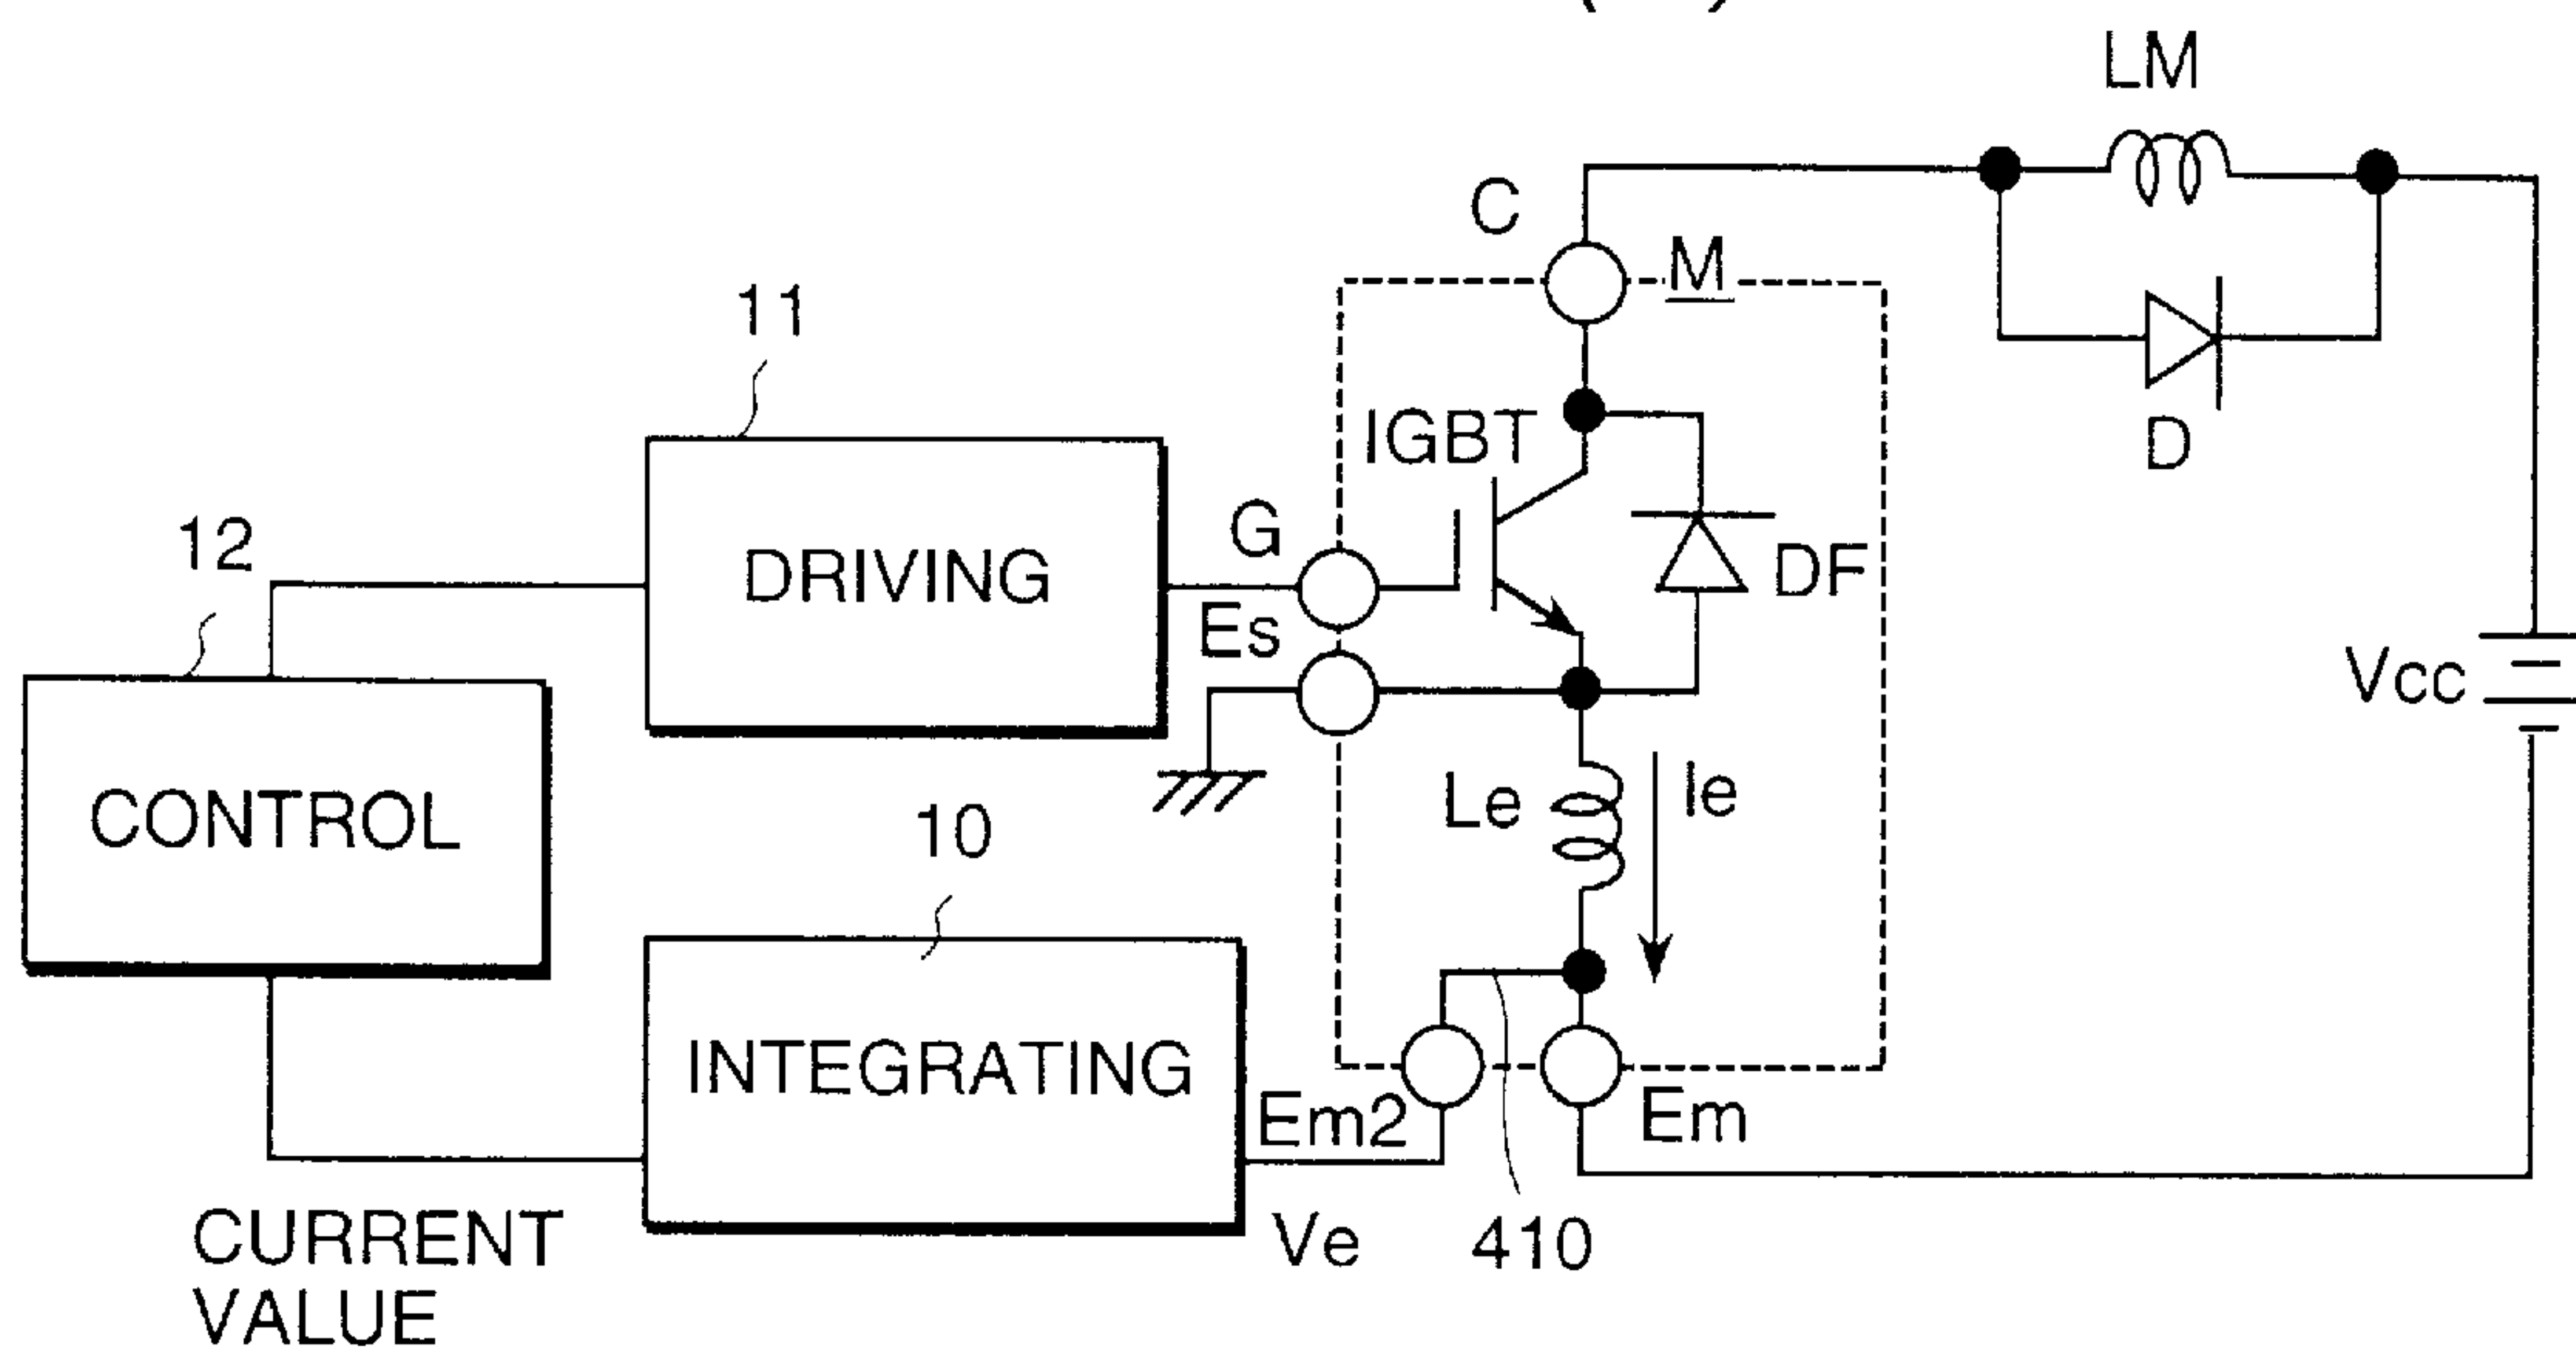 LM
C
M
11
IGBT
D
12
G
DRIVING
DF
Es
Vcc
CONTROL
Le
Ie
10
INTEGRATING
Em2
Em
CURRENT
VALUE
Ve
410